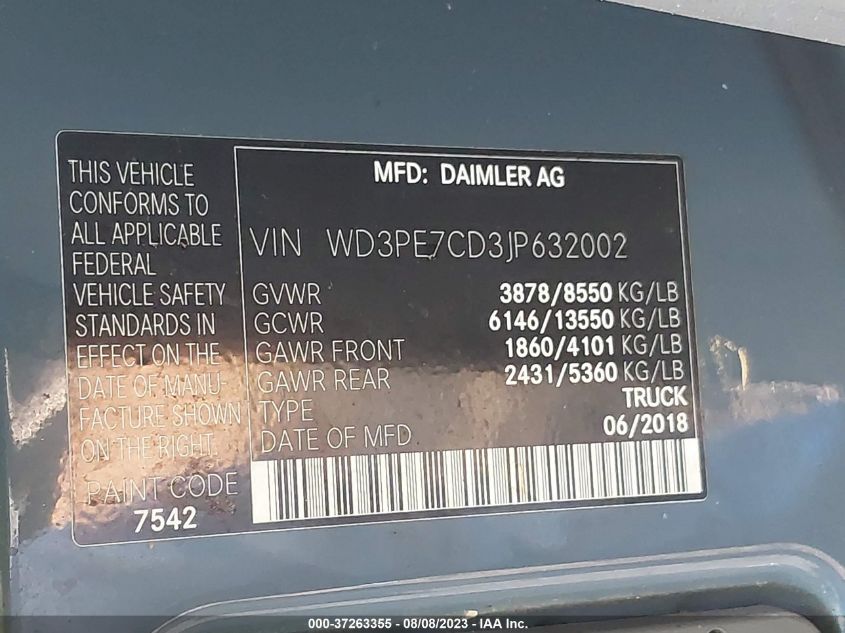 THIS VEHICLE
CONFORMS TO
ALL APPLICABLE
FEDERAL
VEHICLE SAFETY
STANDARDS IN
EFFECT ON THE
DATE OF MANU-
FACTURE SHOWN
ON THE RIGHT.
PAINT CODE
7542
MFD: DAIMLER AG
VIN WD3PE7CD3JP632002
GVWR 3878/8550 KG/LB
GCWR 6146/13550 KG/LB
GAWR FRONT 1860/4101 KG/LB
GAWR REAR 2431/5360 KG/LB
TYPE TRUCK
DATE OF MFD 06/2018
000-37263355 / 08/08/2023 - IAA Inc.